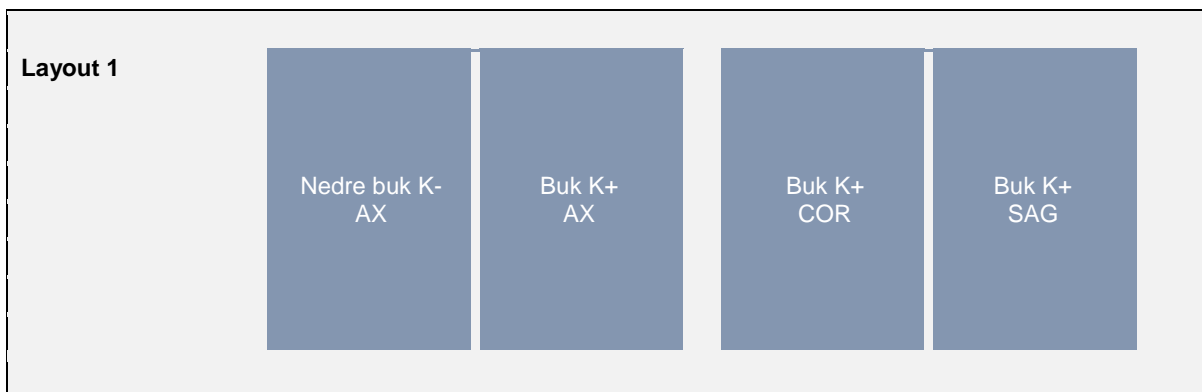 Layout 1
Nedre buk K-
AX
Buk K+
AX
Buk K+
COR
Buk K+
SAG